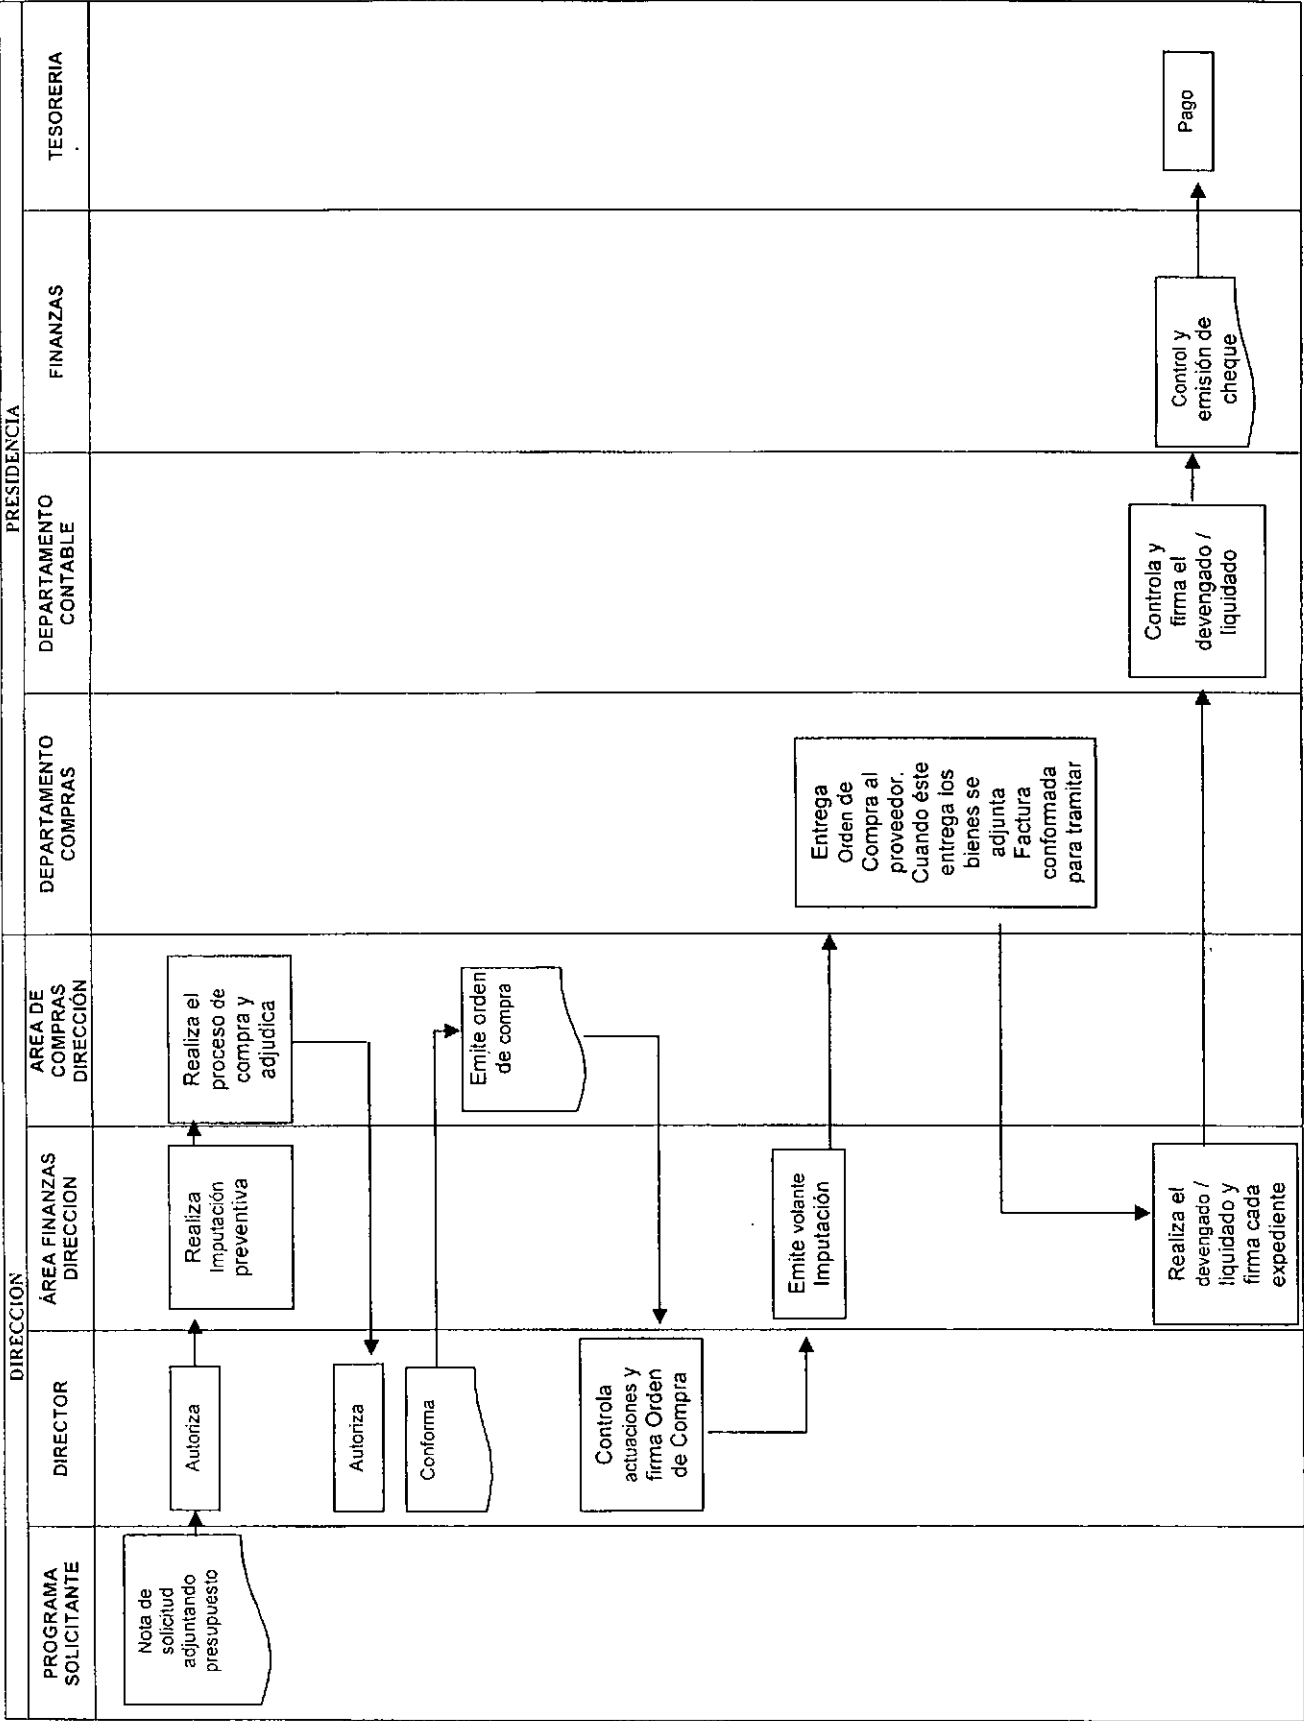 DIRECCION
PRESIDENCIA
PROGRAMA
SOLICITANTE
DIRECTOR
ÁREA FINANZAS
DIRECCION
AREA DE
COMPRAS
DIRECCIÓN
DEPARTAMENTO
COMPRAS
DEPARTAMENTO
CONTABLE
FINANZAS
TESORERIA
Nota de
solicitud
adjuntando
presupuesto
Autoriza
Realiza
Imputación
preventiva
Realiza el
proceso de
compra y
adjudica
Autoriza
Conforma
Emite orden
de compra
Controla
actuaciones y
firma Orden
de Compra
Emite volante
Imputación
Entrega
Orden de
Compra al
proveedor.
Cuando éste
entrega los
bienes se
adjunta
Factura
conformada
para tramitar
Realiza el
devengado /
liquidado y
firma cada
expediente
Controla y
firma el
devengado /
liquidado
Control y
emisión de
cheque
Pago